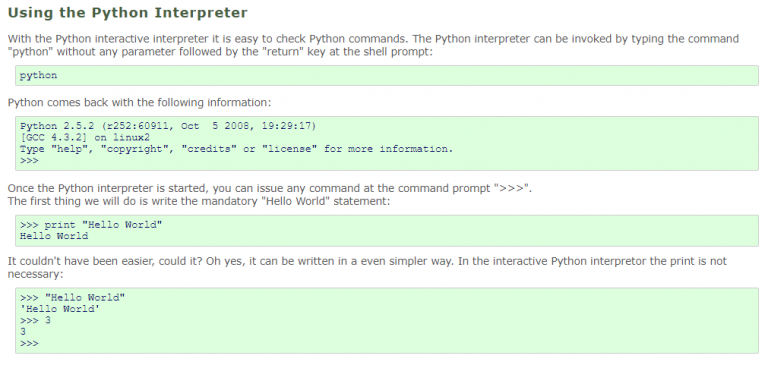 Using the Python Interpreter
With the Python interactive interpreter it is easy to check Python commands. The Python interpreter can be invoked by typing the command
"python" without any parameter followed by the "return" key at the shell prompt:
python
Python comes back with the following information:
Python 2.5.2 (r252:60911, Oct  5 2008, 19:29:17)
[GCC 4.3.2] on linux2
Type "help", "copyright", "credits" or "license" for more information.
>>>
Once the Python interpreter is started, you can issue any command at the command prompt ">>>".
The first thing we will do is write the mandatory "Hello World" statement:
>>> print "Hello World"
Hello World
It couldn't have been easier, could it? Oh yes, it can be written in a even simpler way. In the interactive Python interpretor the print is not
necessary:
>>> "Hello World"
'Hello World'
>>> 3
3
>>>